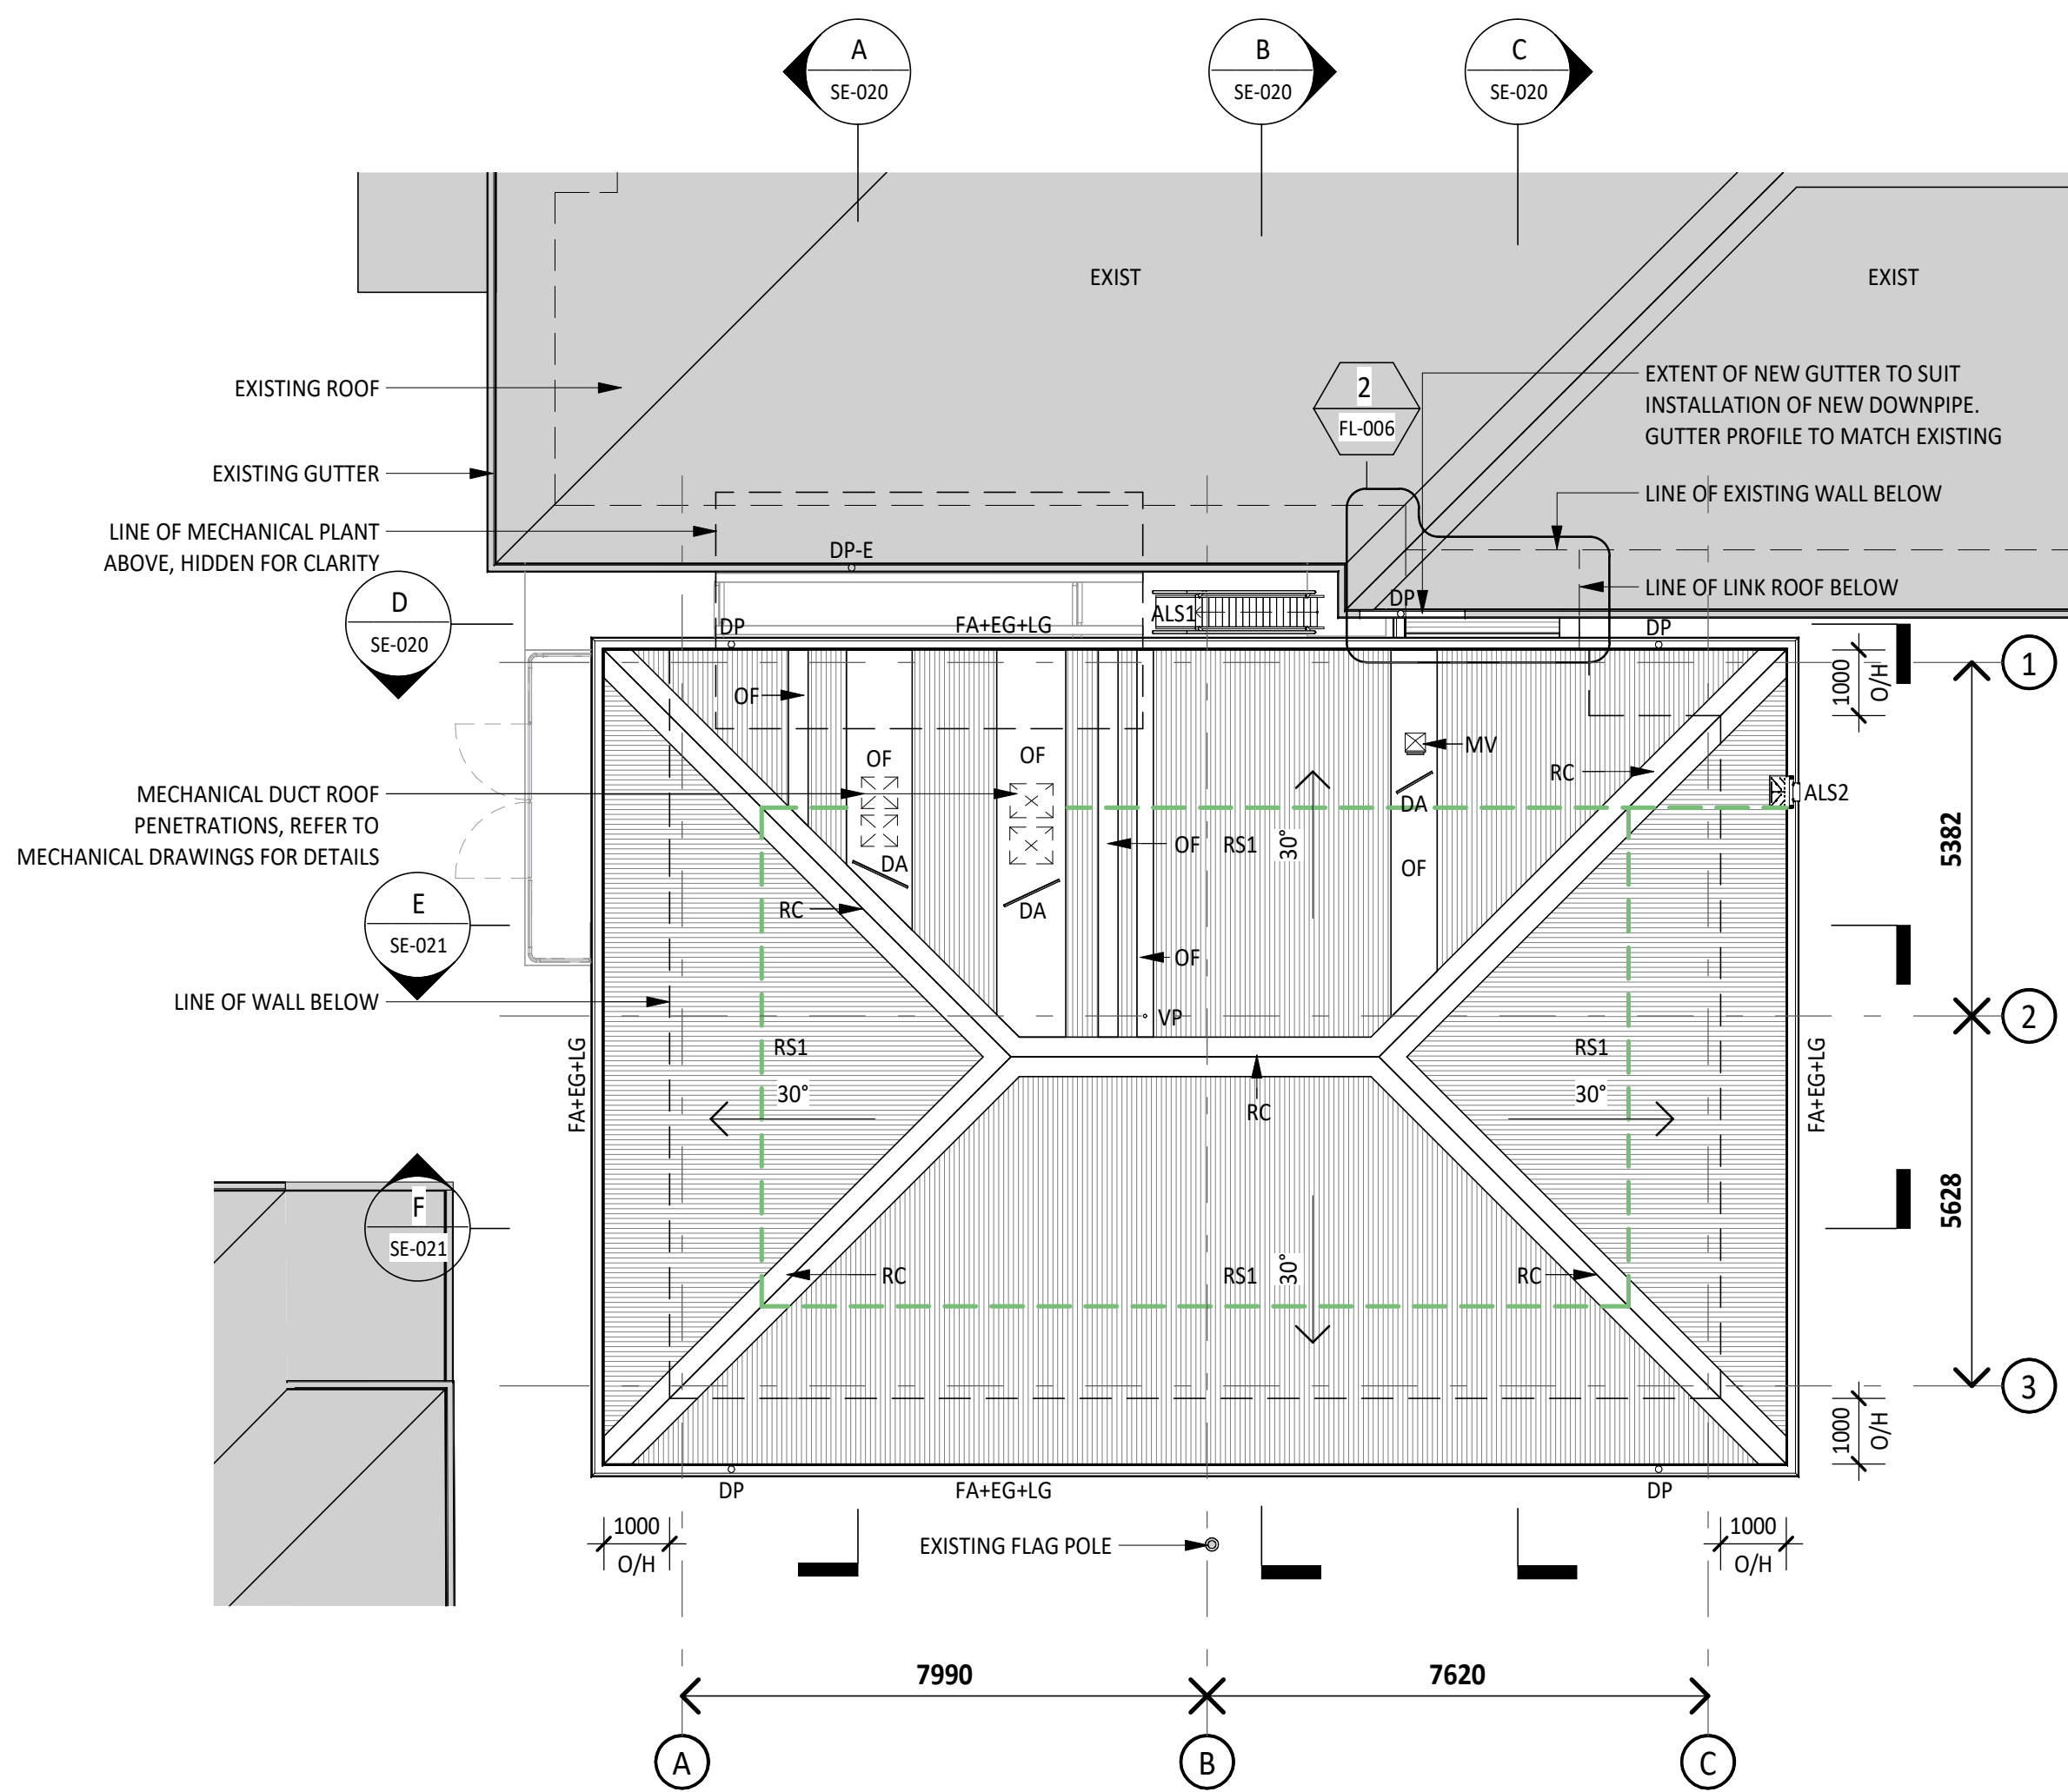 A
SE-020
B
SE-020
C
SE-020
EXIST
EXIST
EXISTING ROOF
2
FL-006
EXTENT OF NEW GUTTER TO SUIT
INSTALLATION OF NEW DOWNPIPE.
GUTTER PROFILE TO MATCH EXISTING
EXISTING GUTTER
LINE OF EXISTING WALL BELOW
LINE OF MECHANICAL PLANT
ABOVE, HIDDEN FOR CLARITY
DP-E
LINE OF LINK ROOF BELOW
D
SE-020
DP
ALS1
FA+EG+LG
DP
DP
1
1000
O/H
OF
OF
OF
MV
RC
MECHANICAL DUCT ROOF
PENETRATIONS, REFER TO
MECHANICAL DRAWINGS FOR DETAILS
ALS2
DA
5382
OF
RS1
30°
DA
OF
DA
RC
E
SE-021
OF
LINE OF WALL BELOW
VP
2
RS1
RS1
FA+EG+LG
FA+EG+LG
30°
30°
RC
F
SE-021
5628
RC
RS1
30°
RC
3
1000
O/H
DP
FA+EG+LG
DP
1000
O/H
EXISTING FLAG POLE
1000
O/H
7990
7620
A
B
C